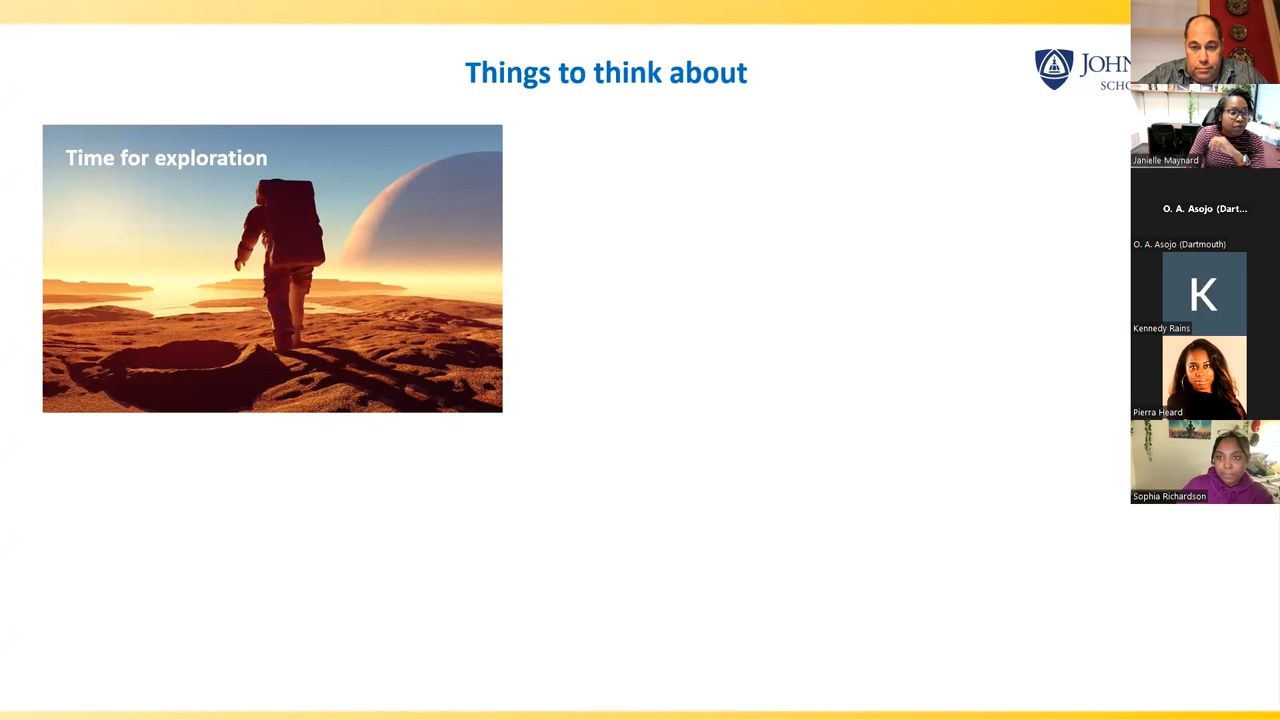 Things to think about
JOHN
SCHO
Time for exploration
Janielle Maynard
O. A. Asojo (Dart...
O. A. Asojo (Dartmouth)
K
Kennedy Rains
Pierra Heard
Sophia Richardson